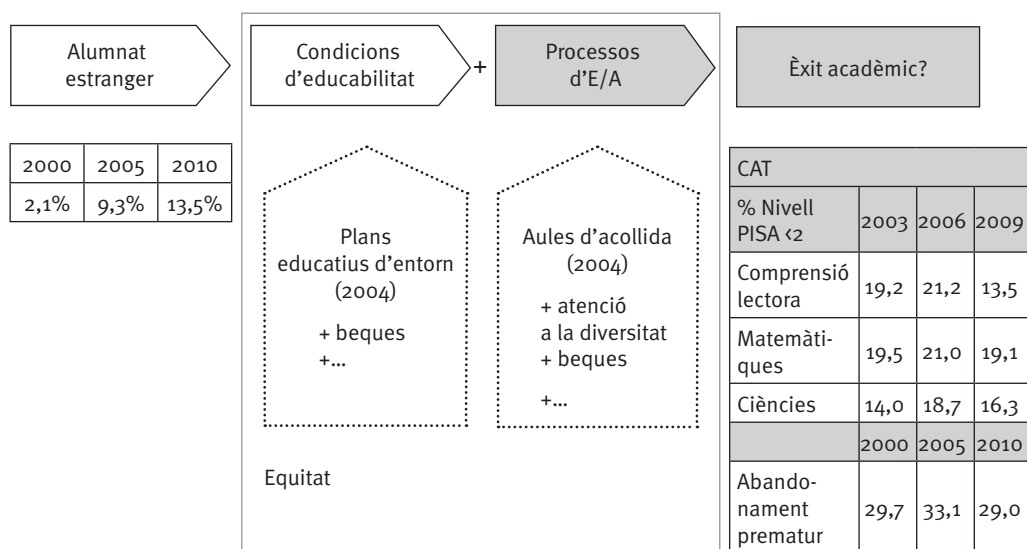 Alumnat
estranger
Condicions
d'educabilitat
+
Processos
d'E/A
Èxit acadèmic?
2000 2005 2010
2,1% 9,3% 13,5%
Plans
educatius d'entorn
(2004)
+ beques
+...
Aules d'acollida
(2004)
+ atenció
a la diversitat
+ beques
+...
Equitat
CAT
% Nivell
PISA <2
2003 2006 2009
Comprensió
lectora
19,2 21,2 13,5
Matemàti-
ques
19,5 21,0 19,1
Ciències 14,0 18,7 16,3
2000 2005 2010
Abando-
nament
prematur
29,7 33,1 29,0